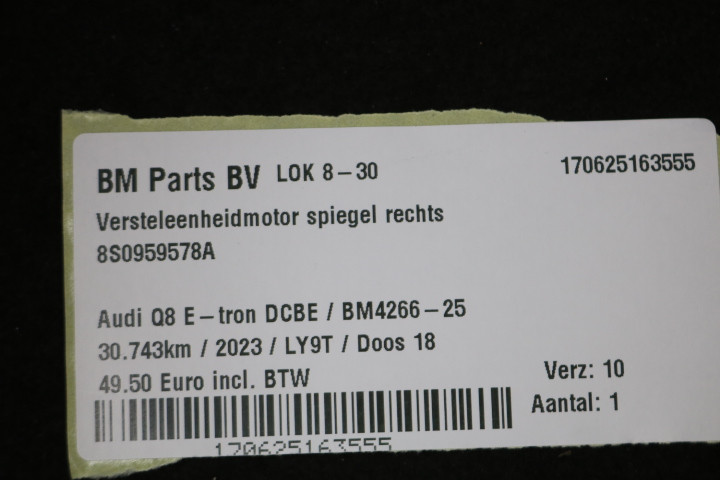 BM Parts BV LOK 8-30 170625163555
Versteleenheidmotor spiegel rechts
8S0959578A
Audi Q8 E-tron DCBE / BM4266-25
30.743km / 2023 / LY9T / Doos 18
49.50 Euro incl. BTW Verz: 10
Aantal: 1
170625163555